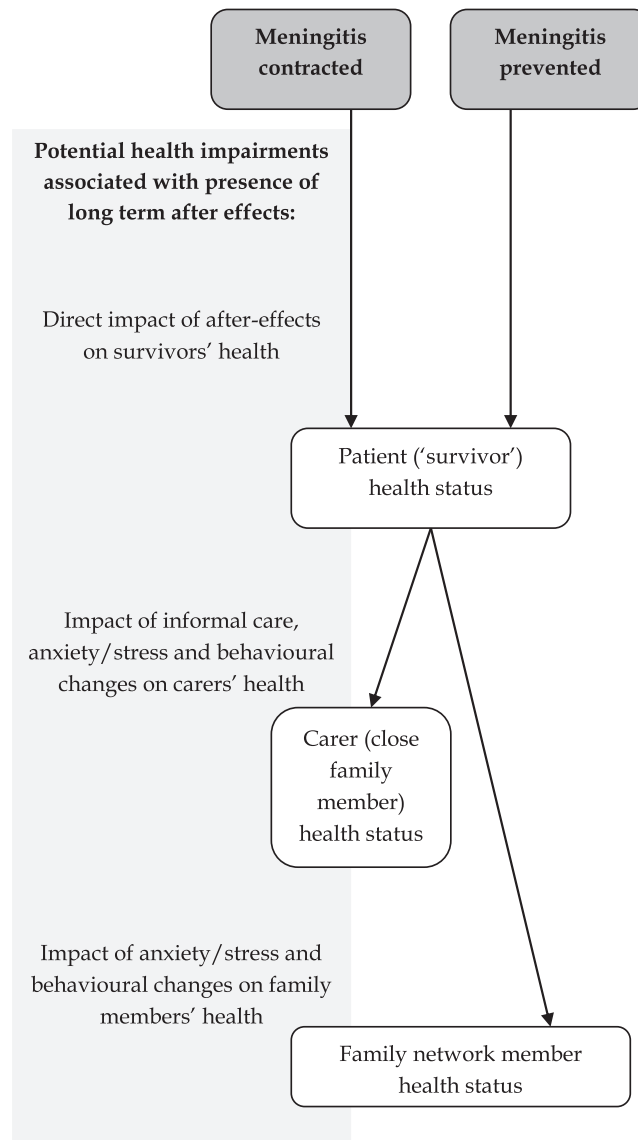 Meningitis
contracted
Meningitis
prevented
Potential health impairments
associated with presence of
long term after effects:
Direct impact of after-effects
on survivors’ health
Patient (‘survivor’)
health status
Impact of informal care,
anxiety/stress and behavioural
changes on carers’ health
Carer (close
family
member)
health status
Impact of anxiety/stress and
behavioural changes on family
members’ health
Family network member
health status